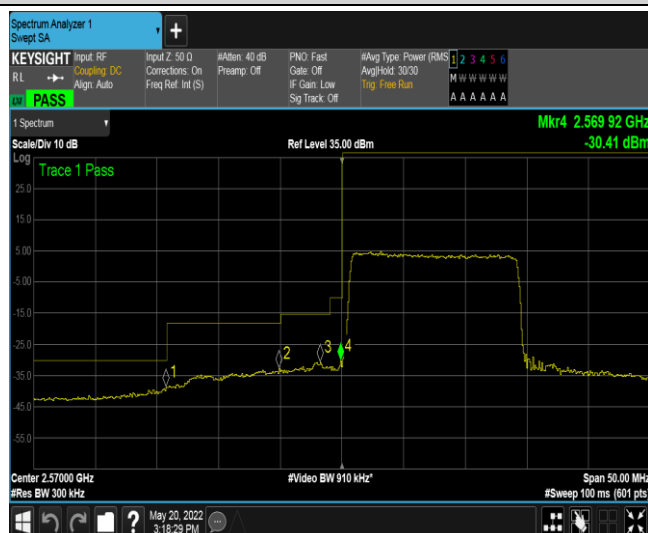 Spectrum Analyzer 1
Swept SA
+
KEYSIGHT
RL
PASS
Input: RF
Coupling: DC
Align: Auto
Input Z: 50 Ω
Corrections: On
Freq Ref: Int (S)
#Atten: 40 dB
Preamp: Off
PNO: Fast
Gate: Off
IF Gain: Low
Sig Track: Off
#Avg Type: Power (RMS
Avg|Hold: 30/30
Trig: Free Run
1 2 3 4 5 6
M W W W W W
A A A A A A
1 Spectrum
Scale/Div 10 dB
Ref Level 35.00 dBm
Mkr4 2.569 92 GHz
-30.41 dBm
Log
Trace 1 Pass
25.0
15.0
5.00
-5.00
-15.0
-25.0
-35.0
-45.0
-55.0
1
2
3
4
Center 2.57000 GHz
#Res BW 300 kHz
#Video BW 910 kHz*
Span 50.00 MHz
#Sweep 100 ms (601 pts)
?
May 20, 2022
3:18:29 PM